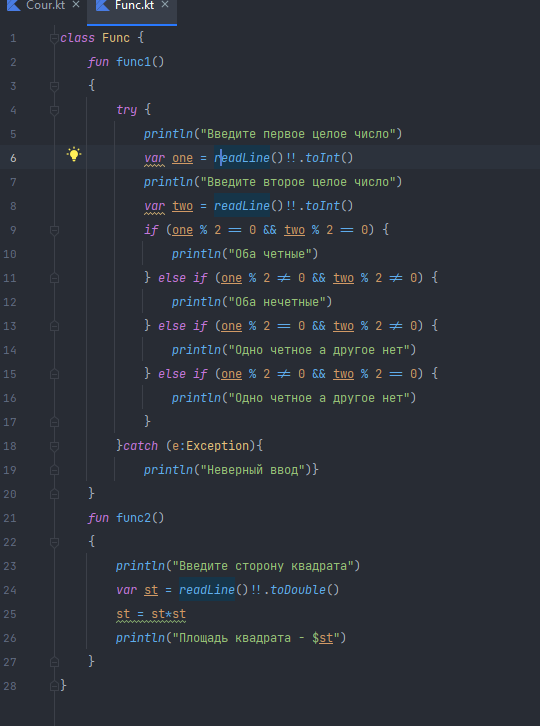 Cour.kt × Func.kt ×
1 class Func {
2 fun func1()
3 {
4 try {
5 println("Введите первое целое число")
6 var one = readLine()!!.toInt()
7 println("Введите второе целое число")
8 var two = readLine()!!.toInt()
9 if (one % 2 == 0 && two % 2 == 0) {
10 println("Оба четные")
11 } else if (one % 2 ≠ 0 && two % 2 ≠ 0) {
12 println("Оба нечетные")
13 } else if (one % 2 == 0 && two % 2 ≠ 0) {
14 println("Одно четное а другое нет")
15 } else if (one % 2 ≠ 0 && two % 2 == 0) {
16 println("Одно четное а другое нет")
17 }
18 }catch (e:Exception){
19 println("Неверный ввод")}
20 }
21 fun func2()
22 {
23 println("Введите сторону квадрата")
24 var st = readLine()!!.toDouble()
25 st = st*st
26 println("Площадь квадрата - $st")
27 }
28 }